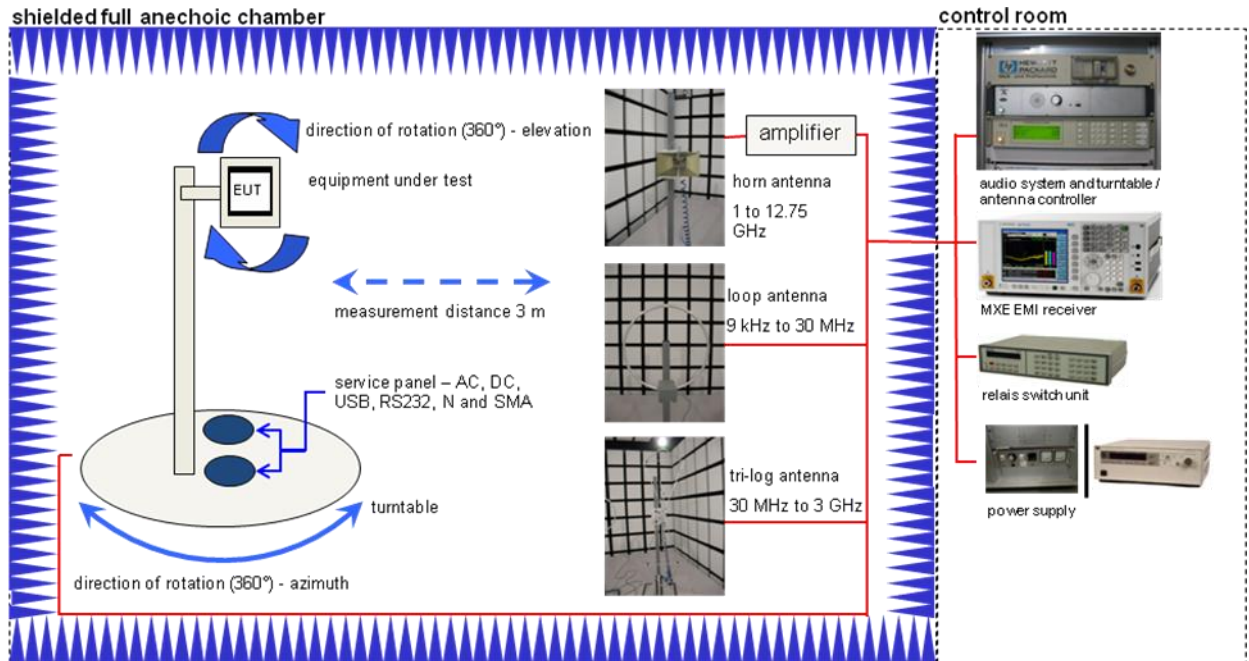 shielded full anechoic chamber
control room
direction of rotation (360°) - elevation
EUT
equipment under test
measurement distance 3 m
service panel – AC, DC,
USB, RS232, N and SMA
turntable
direction of rotation (360°) - azimuth
amplifier
horn antenna
1 to 12.75
GHz
loop antenna
9 kHz to 30 MHz
tri-log antenna
30 MHz to 3 GHz
hp
PACKARD
audio system and turntable /
antenna controller
MXE EMI receiver
relais switch unit
power supply